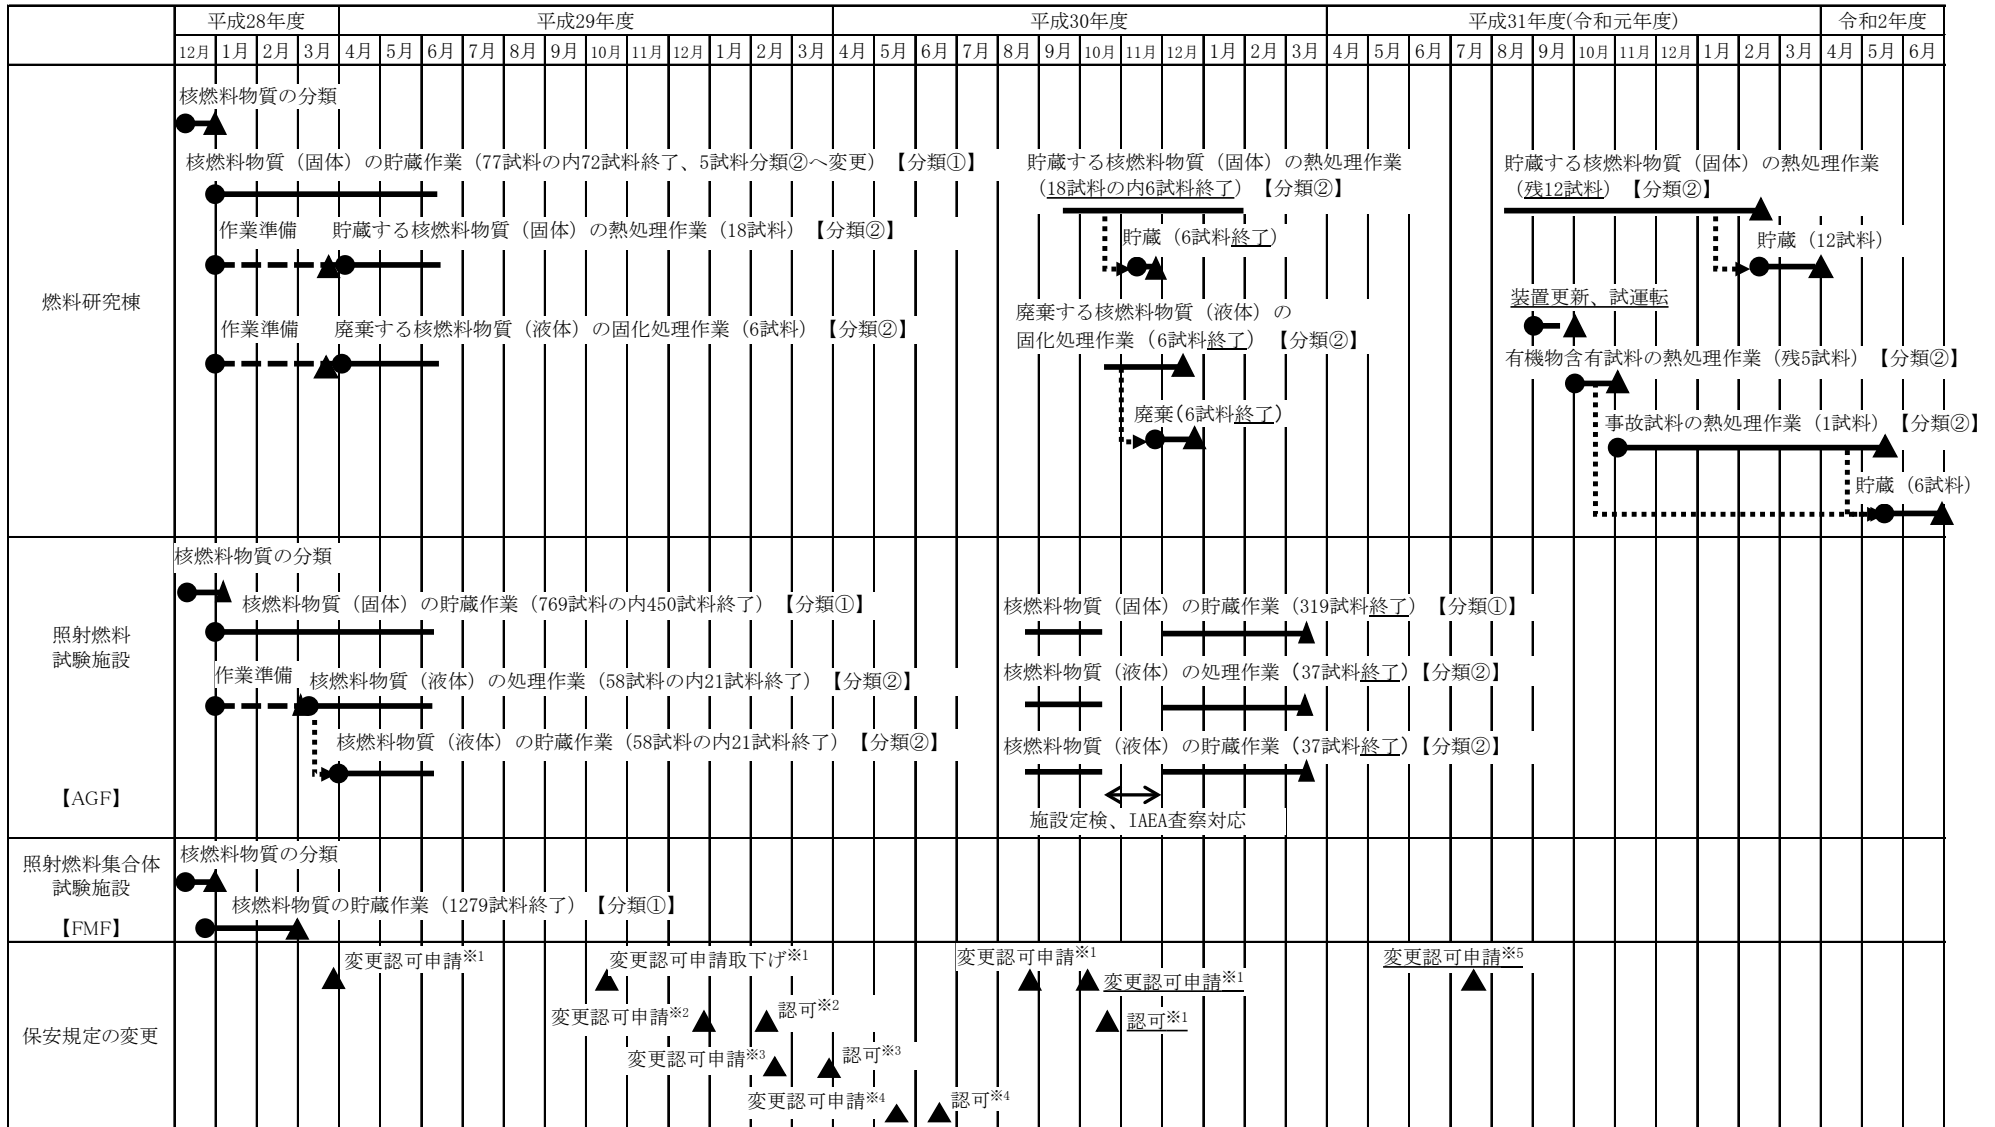 平成28年度 平成29年度 平成30年度 平成31年度(令和元年度) 令和2年度
12月 1月 2月 3月 4月 5月 6月 7月 8月 9月 10月 11月 12月 1月 2月 3月 4月 5月 6月 7月 8月 9月 10月 11月 12月 1月 2月 3月 4月 5月 6月 7月 8月 9月 10月 11月 12月 1月 2月 3月 4月 5月 6月
燃料研究棟
核燃料物質の分類
核燃料物質（固体）の貯蔵作業（77試料の内72試料終了、5試料分類②へ変更）【分類①】
作業準備
貯蔵する核燃料物質（固体）の熱処理作業（18試料）【分類②】
作業準備
廃棄する核燃料物質（液体）の固化処理作業（6試料）【分類②】
貯蔵する核燃料物質（固体）の熱処理作業
（18試料の内6試料終了）【分類②】
貯蔵（6試料終了）
廃棄する核燃料物質（液体）の
固化処理作業（6試料終了）【分類②】
廃棄(6試料終了)
貯蔵する核燃料物質（固体）の熱処理作業
（残12試料）【分類②】
貯蔵（12試料）
装置更新、試運転
有機物含有試料の熱処理作業（残5試料）【分類②】
事故試料の熱処理作業（1試料）【分類②】
貯蔵（6試料）
照射燃料
試験施設
【AGF】
核燃料物質の分類
核燃料物質（固体）の貯蔵作業（769試料の内450試料終了）【分類①】
作業準備
核燃料物質（液体）の処理作業（58試料の内21試料終了）【分類②】
核燃料物質（液体）の貯蔵作業（58試料の内21試料終了）【分類②】
核燃料物質（固体）の貯蔵作業（319試料終了）【分類①】
核燃料物質（液体）の処理作業（37試料終了)【分類②】
核燃料物質（液体）の貯蔵作業（37試料終了)【分類②】
施設定検、IAEA査察対応
照射燃料集合体
試験施設
【FMF】
核燃料物質の分類
核燃料物質の貯蔵作業（1279試料終了）【分類①】
保安規定の変更
変更認可申請※1
変更認可申請取下げ※1
変更認可申請※2
認可※2
変更認可申請※3
認可※3
変更認可申請※4
認可※4
変更認可申請※1
変更認可申請※1
認可※1
変更認可申請※5